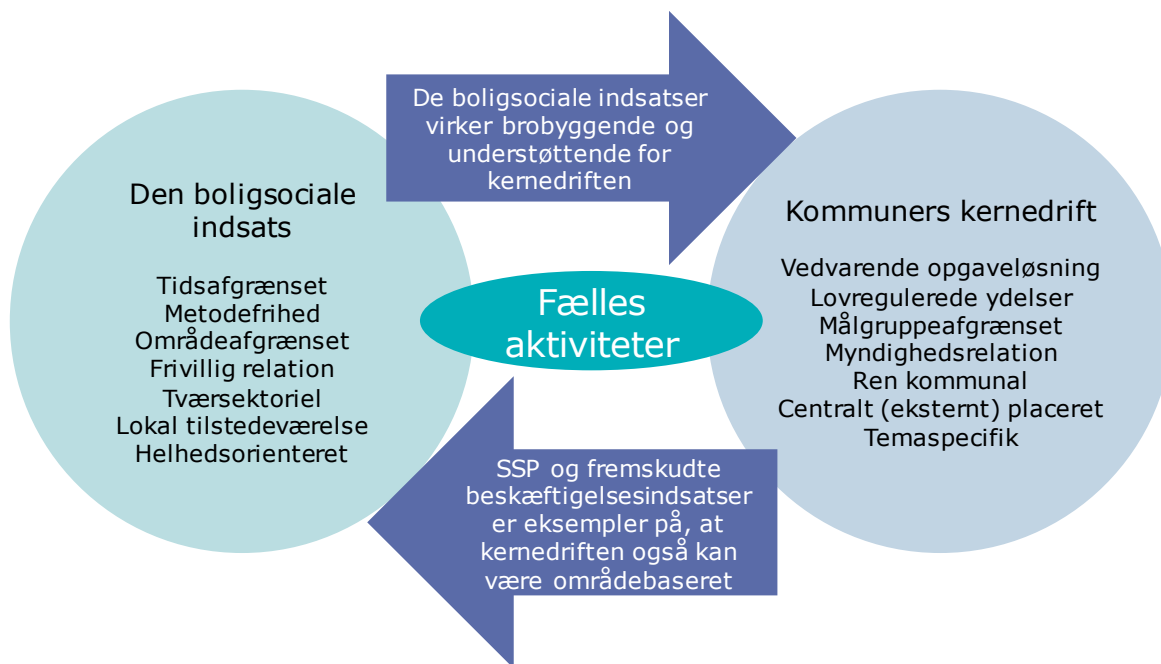 De boligsociale indsatser
virker brobyggende og
understøttende for
kernedriften
Den boligsociale
indsats
Tidsafgrænset
Metodefrihed
Områdeafgrænset
Frivillig relation
Tværsektoriel
Lokal tilstedeværelse
Helhedsorienteret
Fælles
aktiviteter
Kommuners kernedrift
Vedvarende opgaveløsning
Lovregulerede ydelser
Målgruppeafgrænset
Myndighedsrelation
Ren kommunal
Centralt (eksternt) placeret
Temaspecifik
SSP og fremskudte
beskæftigelsesindsatser
er eksempler på, at
kernedriften også kan
være områdebaseret